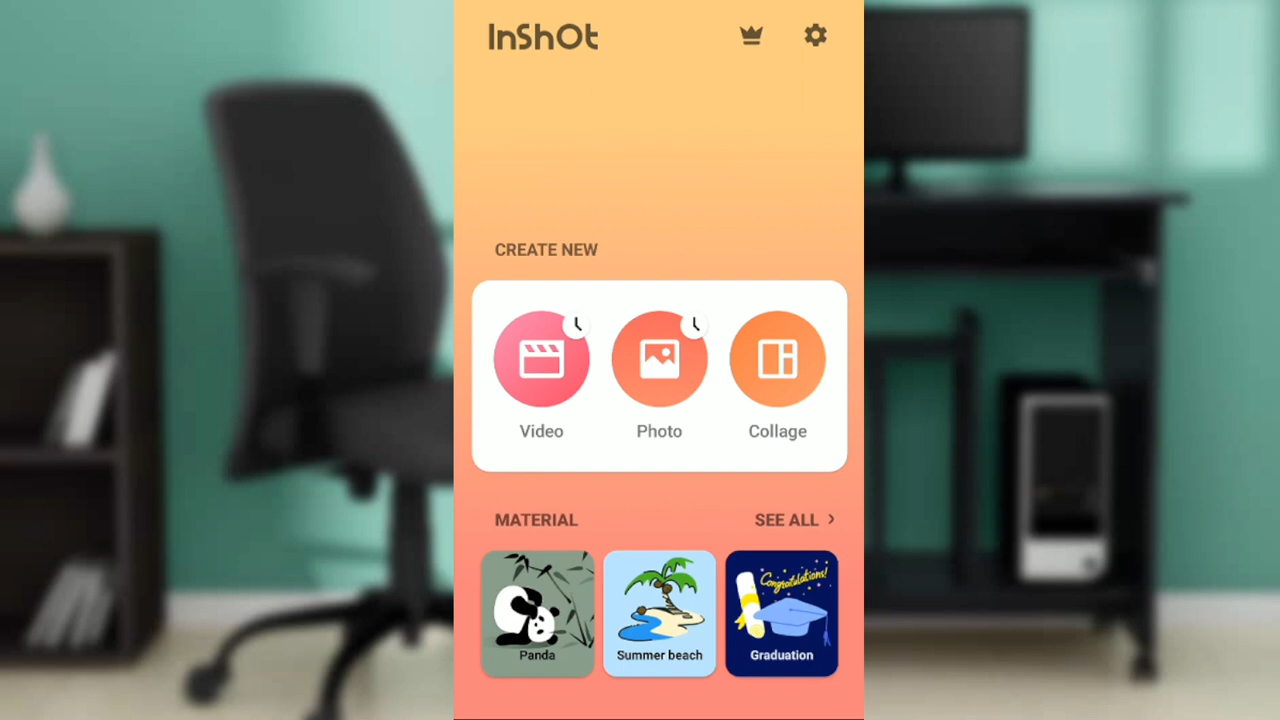 InShOt
CREATE NEW
Video Photo Collage
MATERIAL SEE ALL >
Congratulations!
Panda Summer beach Graduation